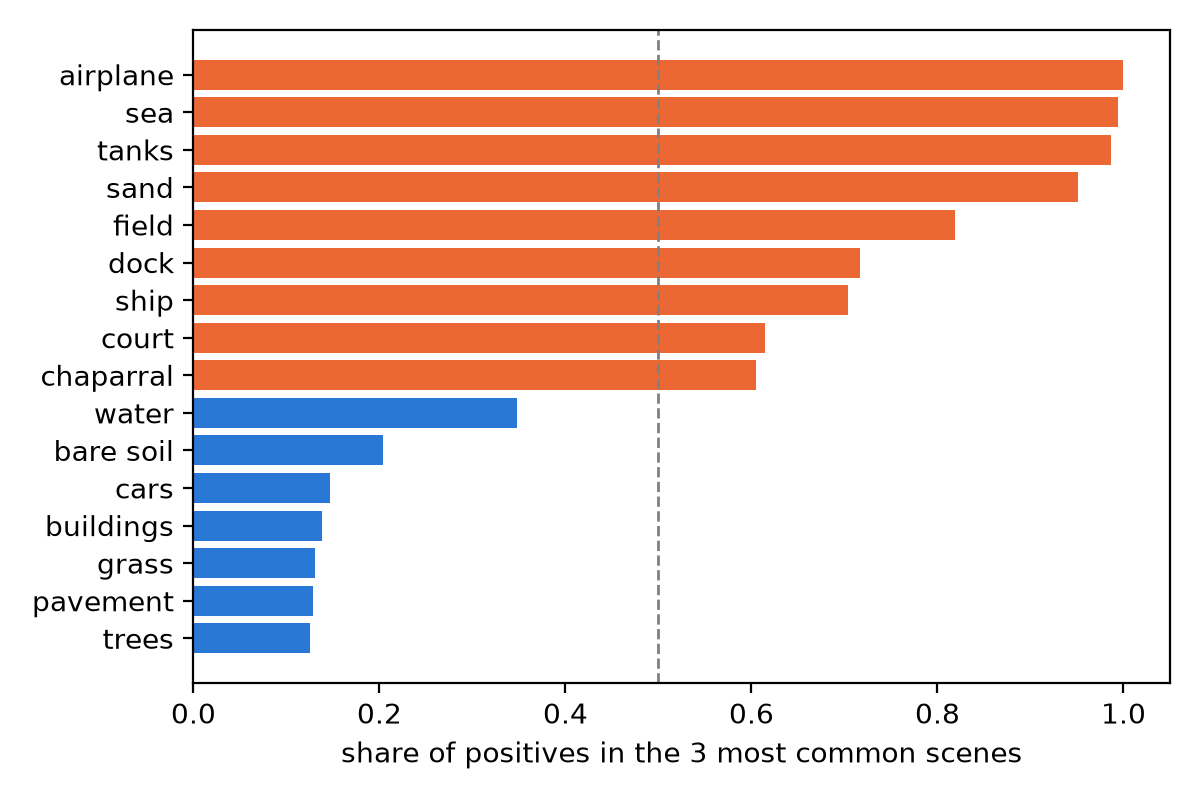 airplane
sea
tanks
sand
field
dock
ship
court
chaparral
water
bare soil
cars
buildings
grass
pavement
trees
0.0 0.2 0.4 0.6 0.8 1.0
share of positives in the 3 most common scenes